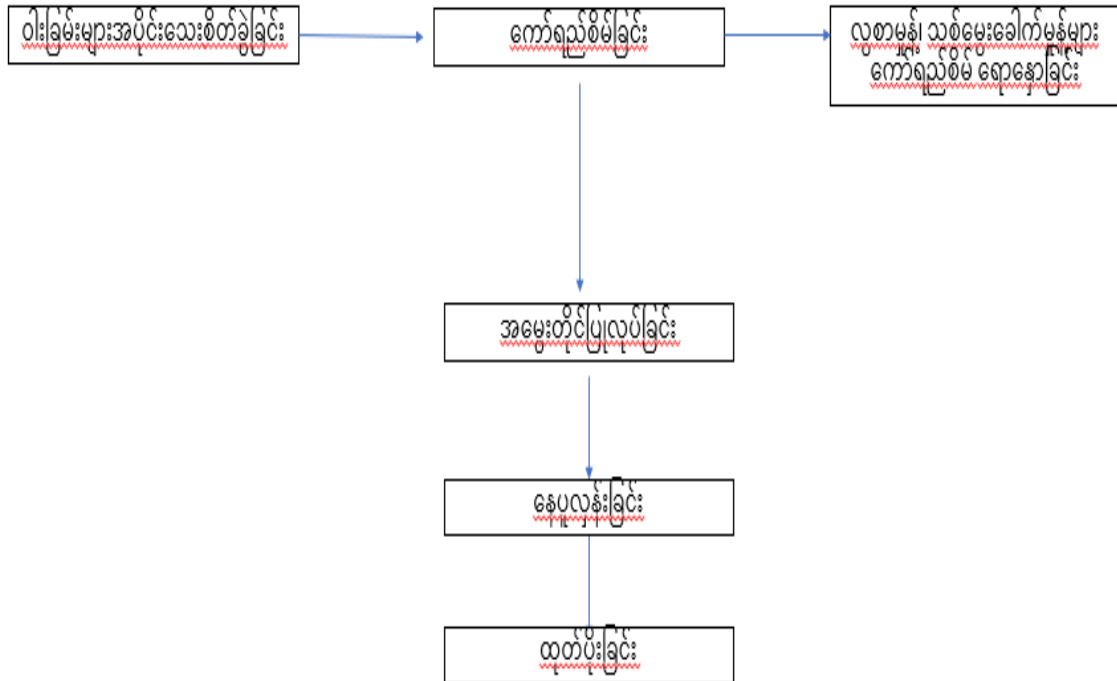 ဝါးခြမ်းများအပိုင်းသေးစိတ်ခွဲခြင်း
ကော်ရည်စိမ်ခြင်း
လွှစာမှုန့်၊ သစ်မွှေးခေါက်မှုန့်များ
ကော်ရည်စိမ် ရောနှောခြင်း
အမွှေးတိုင်ပြုလုပ်ခြင်း
နေပူလှန်းခြင်း
ထုတ်ပိုးခြင်း